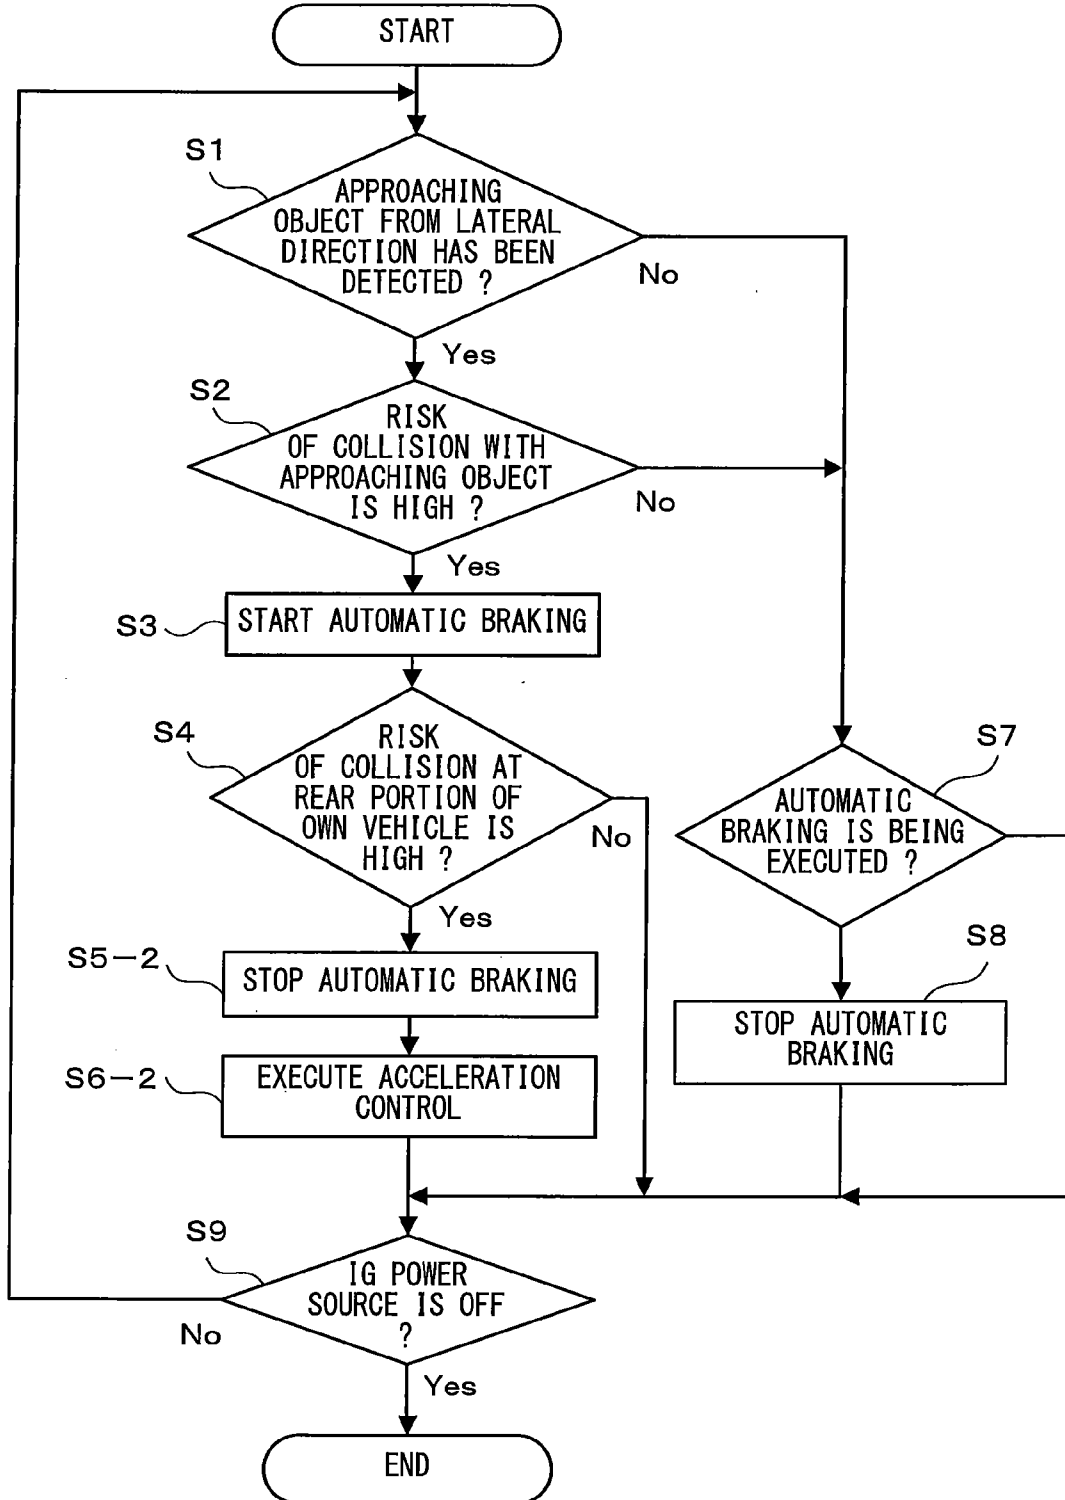 START
S1
APPROACHING
OBJECT FROM LATERAL
DIRECTION HAS BEEN
DETECTED ?
No
Yes
S2
RISK
OF COLLISION WITH
APPROACHING OBJECT
IS HIGH ?
No
Yes
S3
START AUTOMATIC BRAKING
S4
RISK
OF COLLISION AT
REAR PORTION OF
OWN VEHICLE IS
HIGH ?
No
Yes
S7
AUTOMATIC
BRAKING IS BEING
EXECUTED ?
S5-2
STOP AUTOMATIC BRAKING
S8
STOP AUTOMATIC
BRAKING
S6-2
EXECUTE ACCELERATION
CONTROL
S9
IG POWER
SOURCE IS OFF
?
No
Yes
END